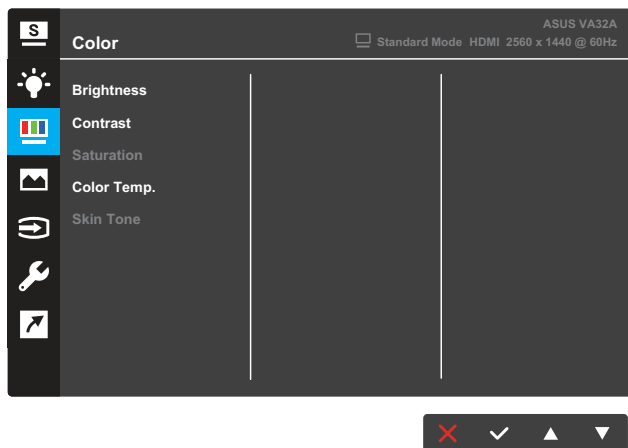 S
ASUS VA32A
Color
Standard Mode HDMI 2560 x 1440 @ 60Hz
Brightness
Contrast
Saturation
Color Temp.
Skin Tone